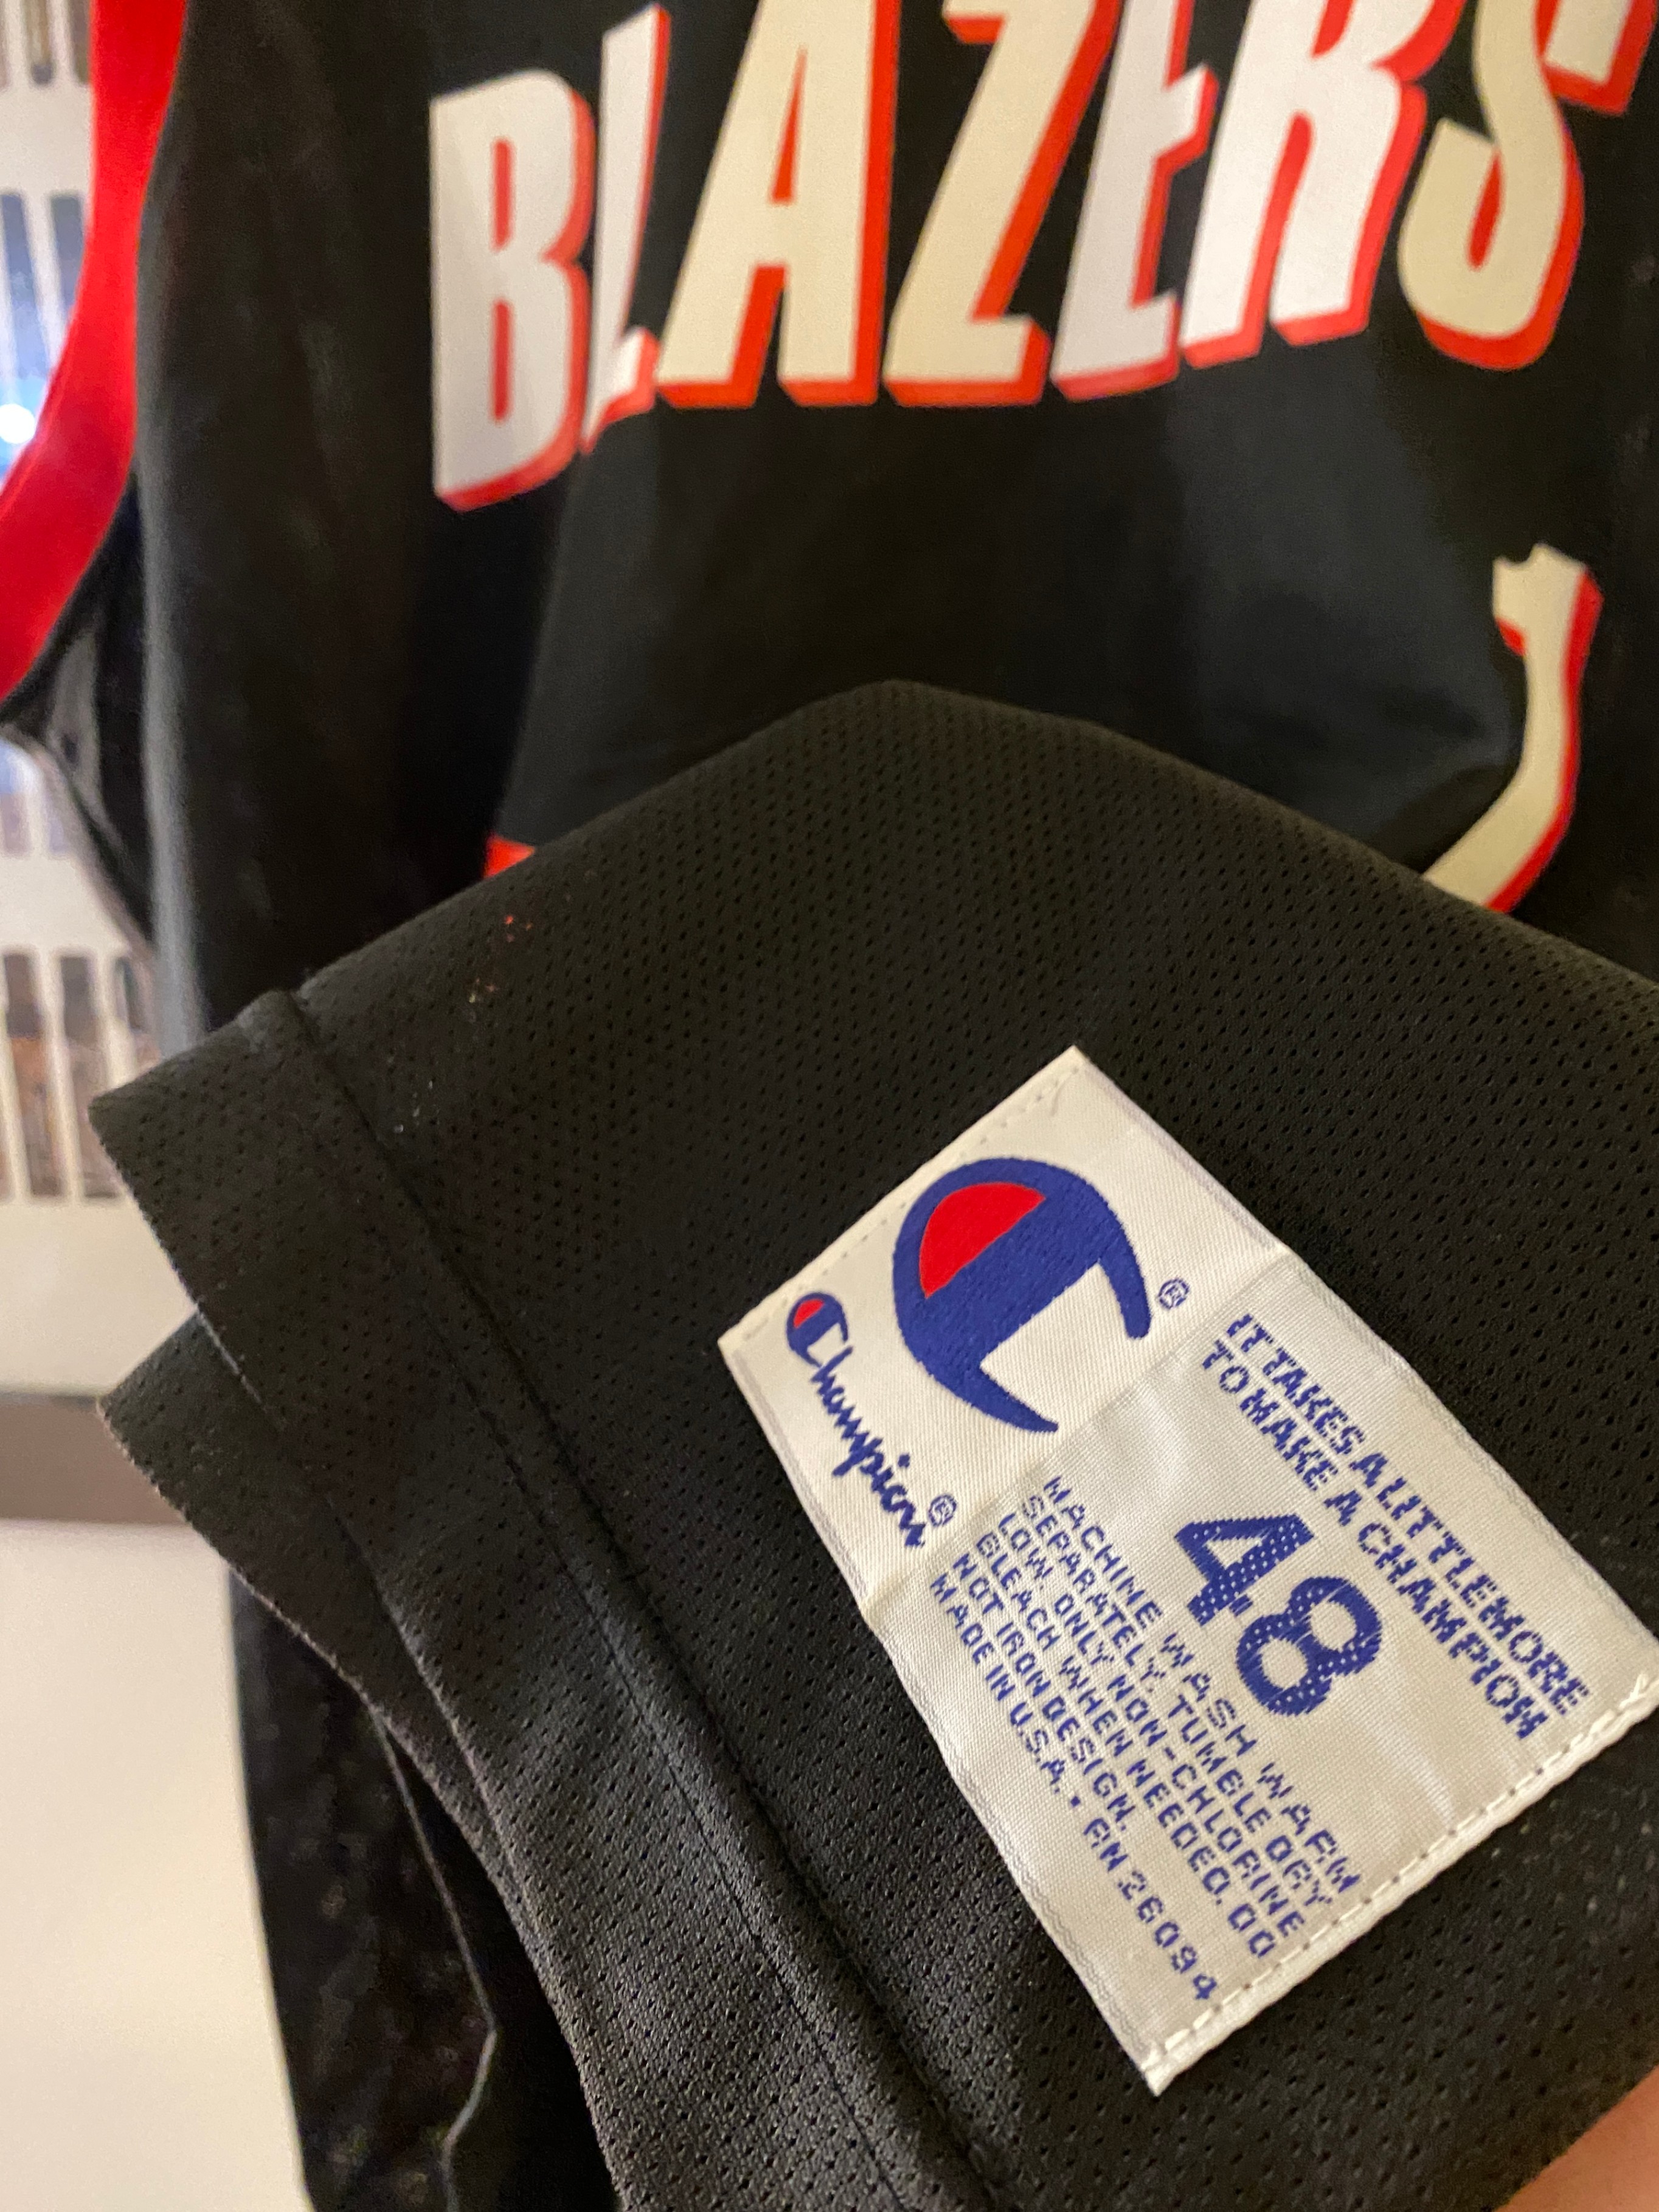 BLAZERS
Champion®
®
IT TAKES A LITTLE MORE
TO MAKE A CHAMPION
48
MACHINE WASH WARM
SEPARATELY. TUMBLE DRY
LOW. ONLY NON-CHLORINE
BLEACH WHEN NEEDED. DO
NOT IRON DESIGN.
MADE IN U.S.A. • RN 26094